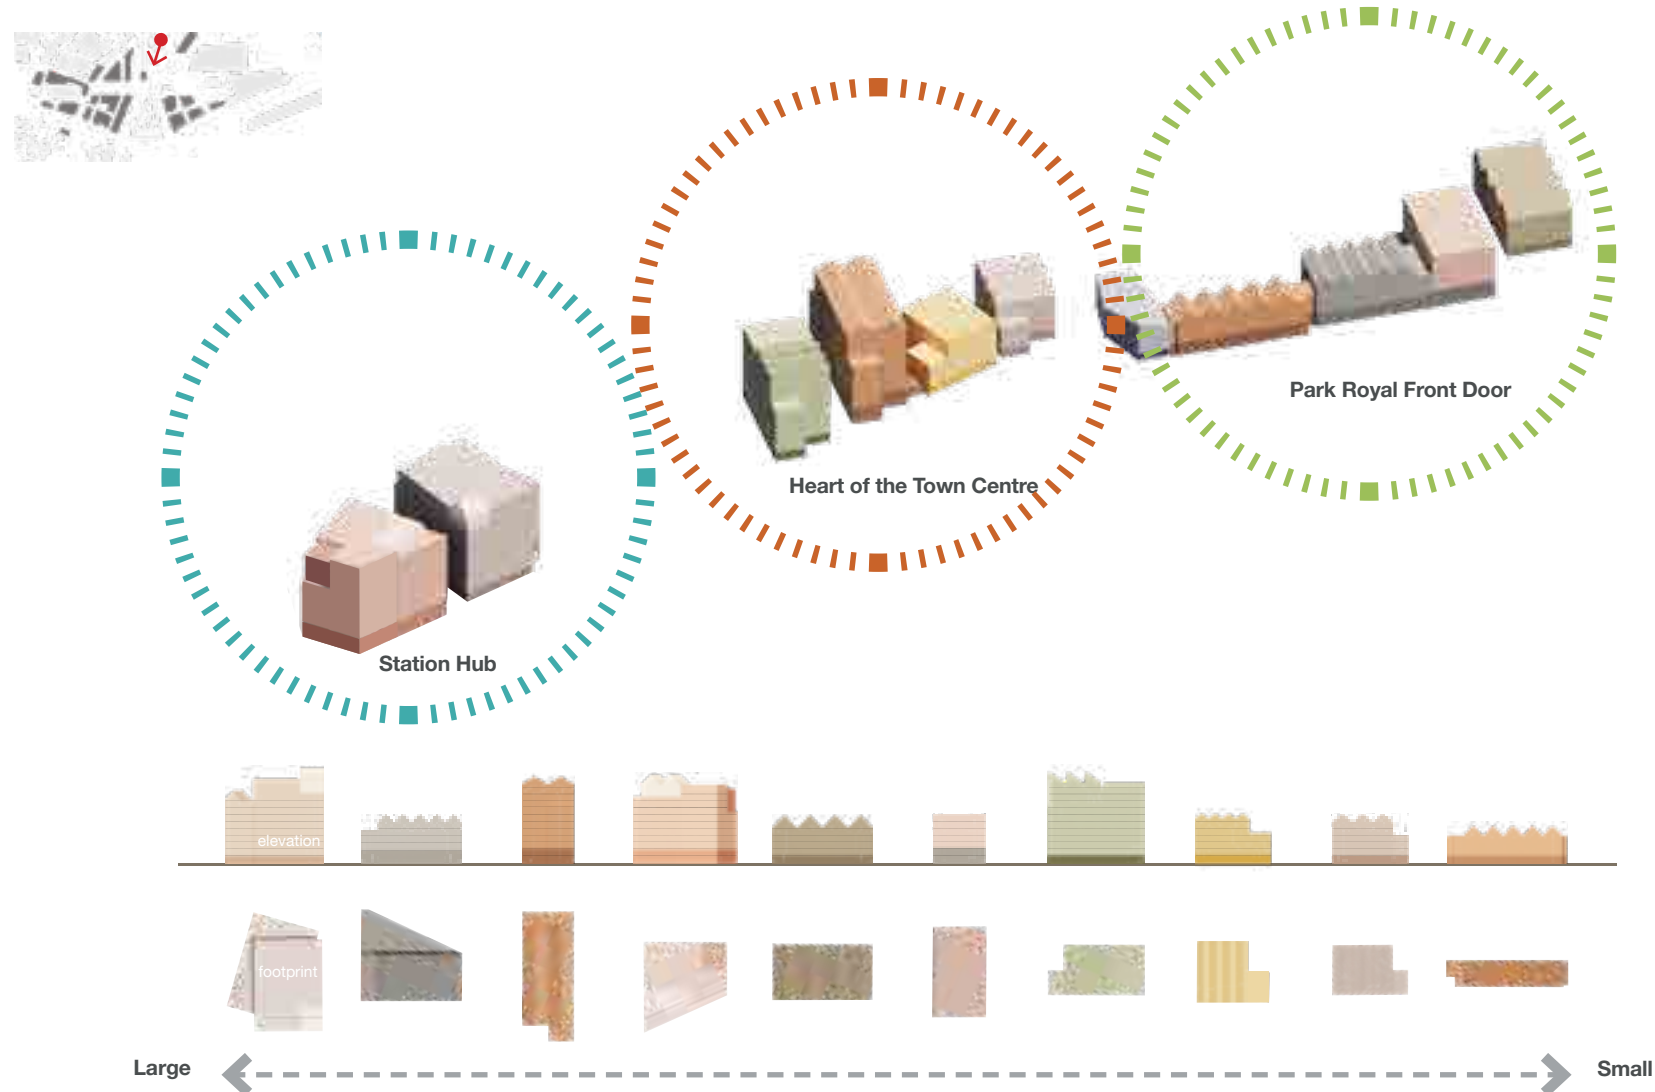 Park Royal Front Door
Heart of the Town Centre
Station Hub
elevation
footprint
Large
Small